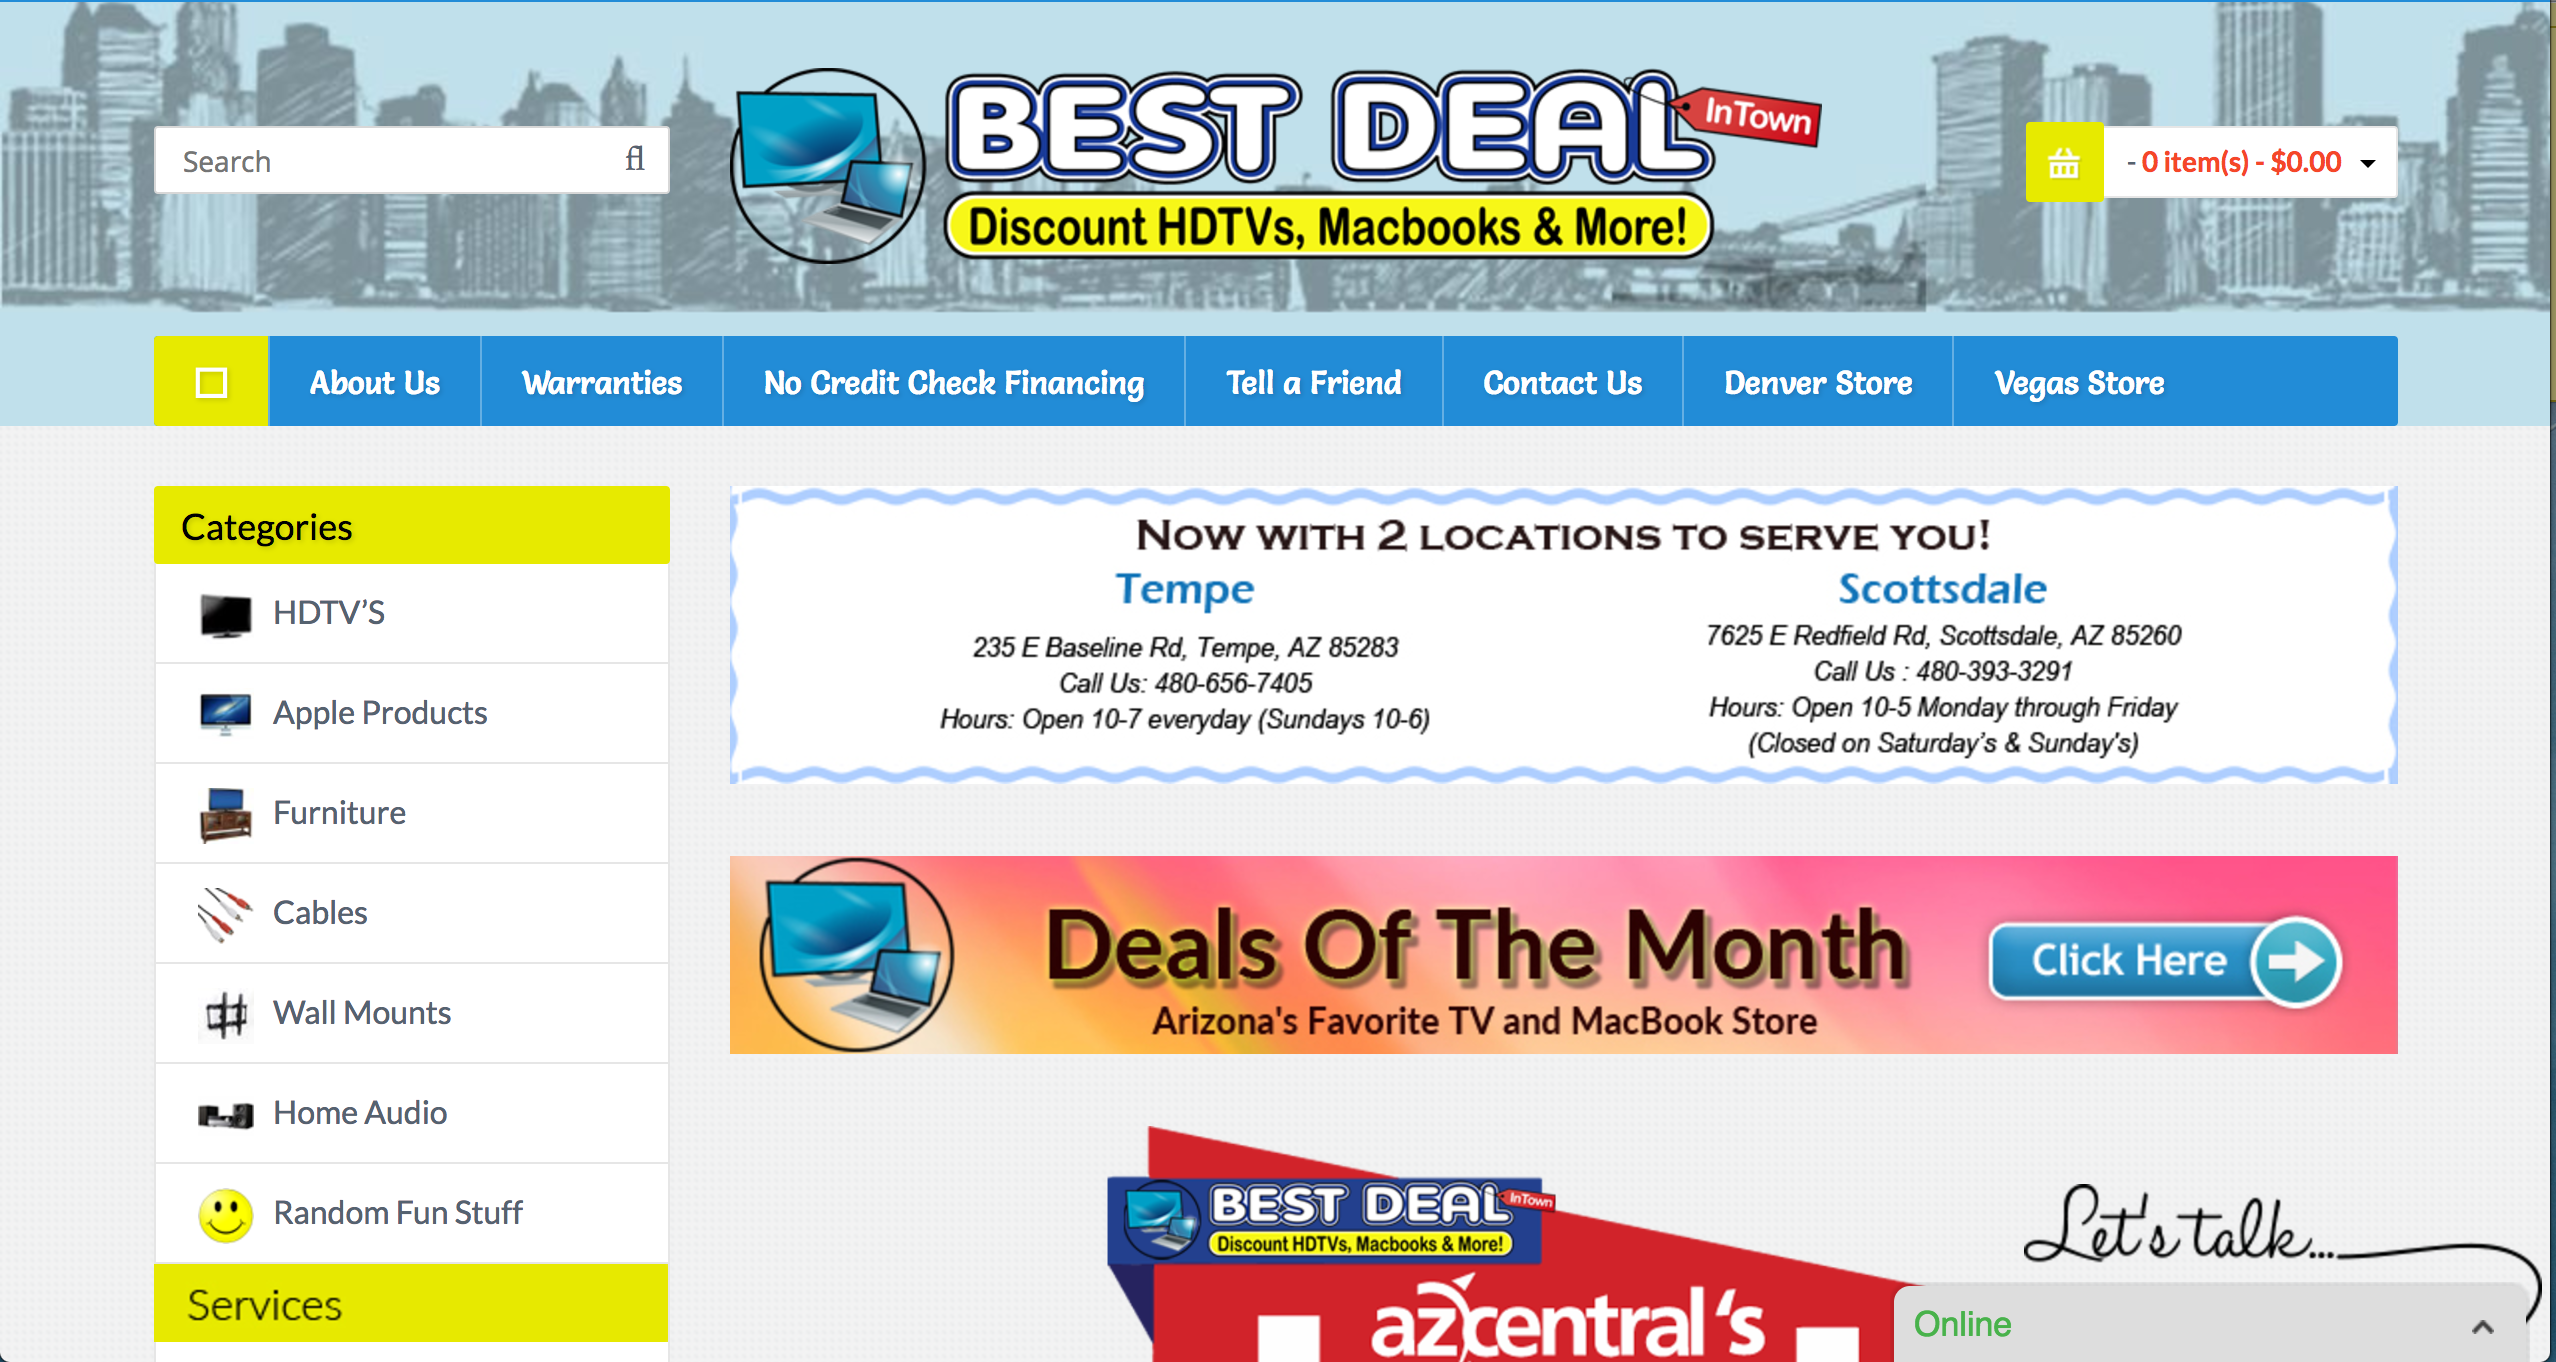 Search
BEST DEAL
InTown
Discount HDTVs, Macbooks & More!
- 0 item(s) - $0.00
About Us
Warranties
No Credit Check Financing
Tell a Friend
Contact Us
Denver Store
Vegas Store
Categories
HDTV'S
Apple Products
Furniture
Cables
Wall Mounts
Home Audio
Random Fun Stuff
Services
NOW WITH 2 LOCATIONS TO SERVE YOU!
Tempe
235 E Baseline Rd, Tempe, AZ 85283
Call Us: 480-656-7405
Hours: Open 10-7 everyday (Sundays 10-6)
Scottsdale
7625 E Redfield Rd, Scottsdale, AZ 85260
Call Us : 480-393-3291
Hours: Open 10-5 Monday through Friday
(Closed on Saturday's & Sunday's)
Deals Of The Month
Arizona's Favorite TV and MacBook Store
Click Here
BEST DEAL
InTown
Discount HDTVs, Macbooks & More!
azcentral's
Let's talk...
Online